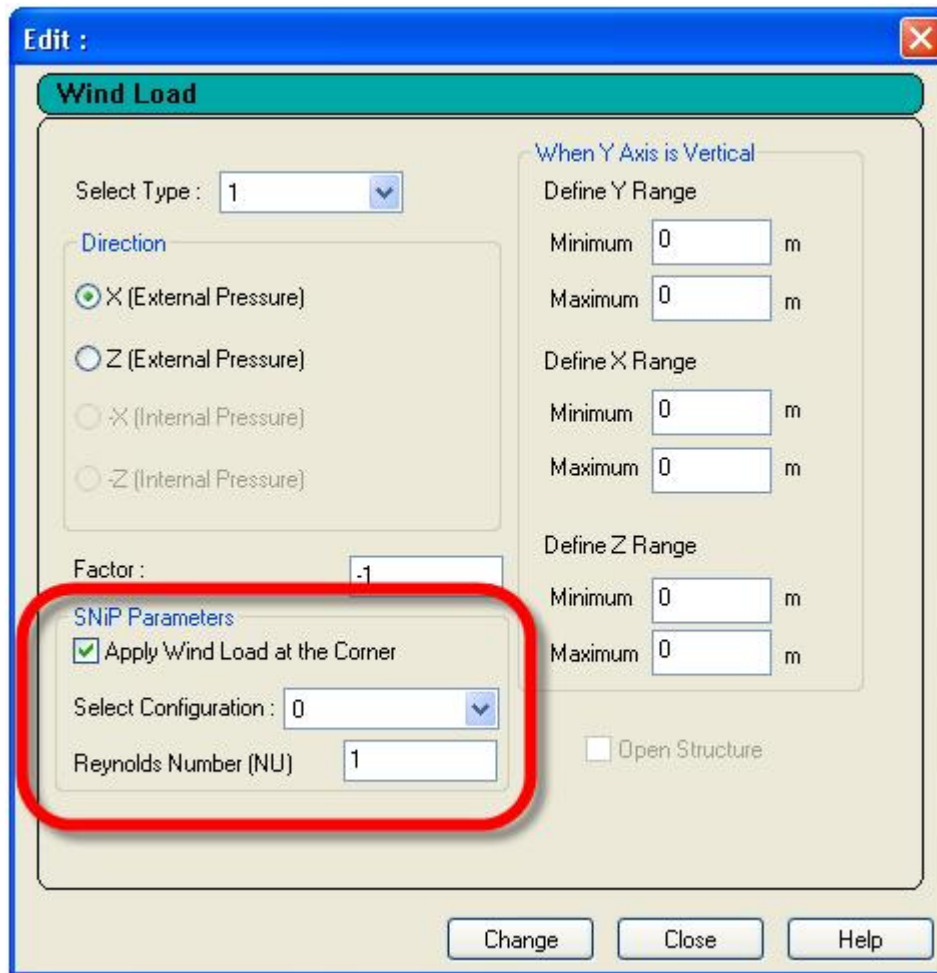 Edit :
Wind Load
Select Type : 1
Direction
X (External Pressure)
Z (External Pressure)
-X (Internal Pressure)
-Z (Internal Pressure)
Factor : -1
SNiP Parameters
Apply Wind Load at the Corner
Select Configuration : 0
Reynolds Number (NU) 1
When Y Axis is Vertical
Define Y Range
Minimum 0 m
Maximum 0 m
Define X Range
Minimum 0 m
Maximum 0 m
Define Z Range
Minimum 0 m
Maximum 0 m
Open Structure
Change Close Help